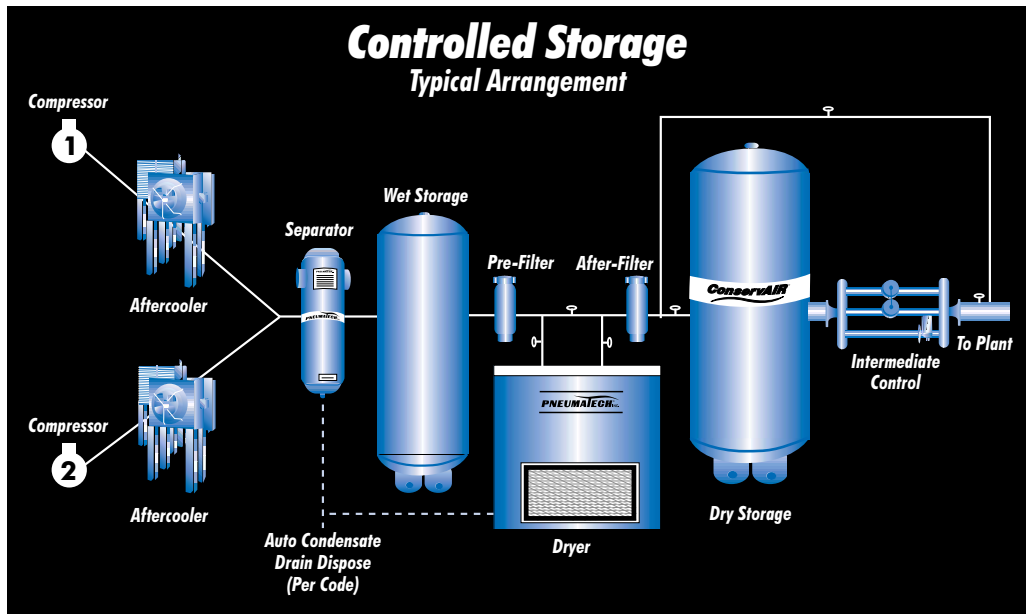 Controlled Storage
Typical Arrangement
Compressor
1
Aftercooler
Separator
PNEUMATECH
Wet Storage
Pre-Filter
After-Filter
ConservAIR
Intermediate
Control
To Plant
Compressor
2
Aftercooler
PNEUMATECH
Dryer
Dry Storage
Auto Condensate
Drain Dispose
(Per Code)